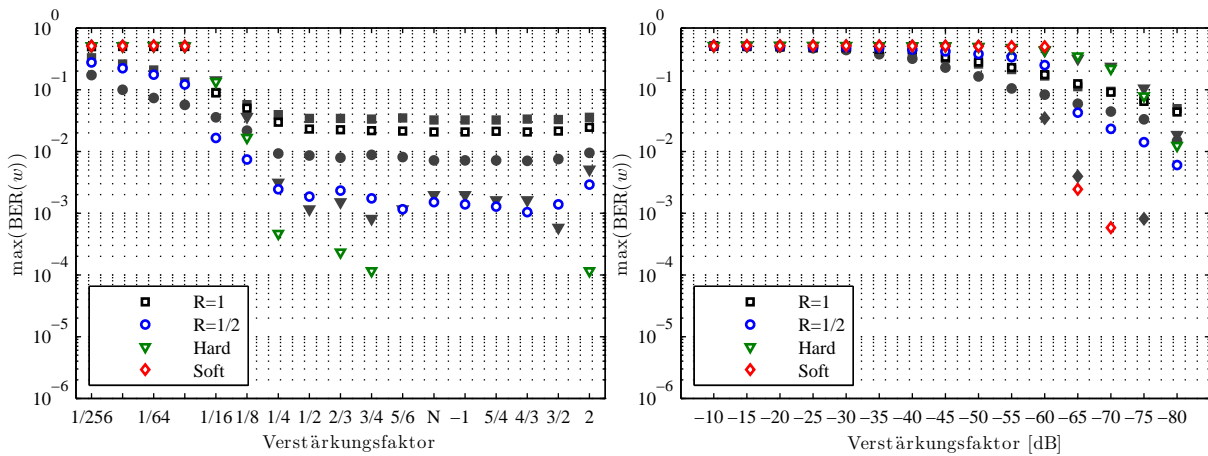 max(BER(w))
10^0
10^−1
10^−2
10^−3
10^−4
10^−5
10^−6
R=1
R=1/2
Hard
Soft
1/256 1/64 1/16 1/8 1/4 1/2 2/3 3/4 5/6 N −1 5/4 4/3 3/2 2
Verstärkungsfaktor
max(BER(w))
10^0
10^−1
10^−2
10^−3
10^−4
10^−5
10^−6
R=1
R=1/2
Hard
Soft
−10 −15 −20 −25 −30 −35 −40 −45 −50 −55 −60 −65 −70 −75 −80
Verstärkungsfaktor [dB]